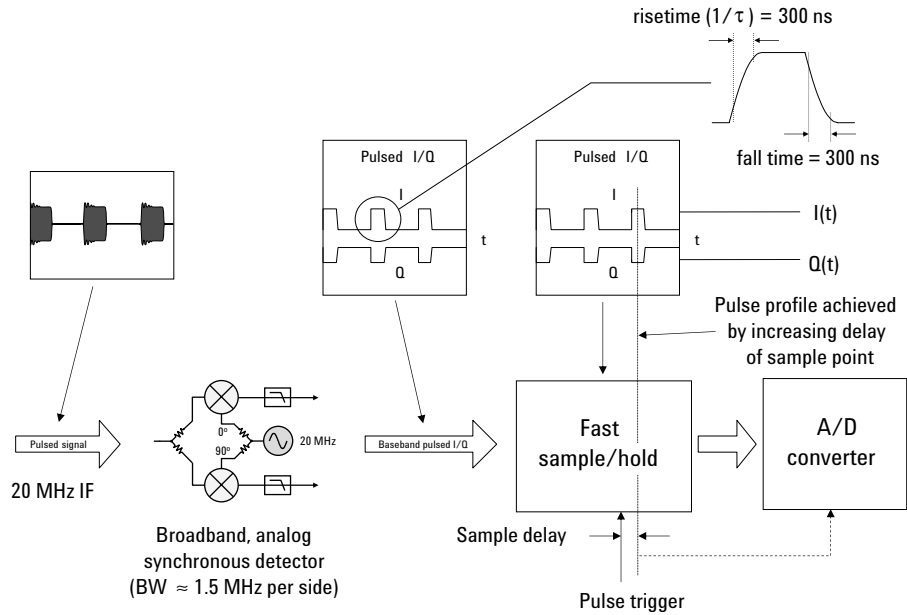 risetime (1/τ) = 300 ns
fall time = 300 ns
Pulsed I/Q
I
t
Q
Pulsed I/Q
I
t
Q
I(t)
Q(t)
Pulse profile achieved
by increasing delay
of sample point
Pulsed signal
20 MHz IF
0°
90°
20 MHz
Broadband, analog
synchronous detector
(BW ≈ 1.5 MHz per side)
Baseband pulsed I/Q
Fast
sample/hold
A/D
converter
Sample delay
Pulse trigger